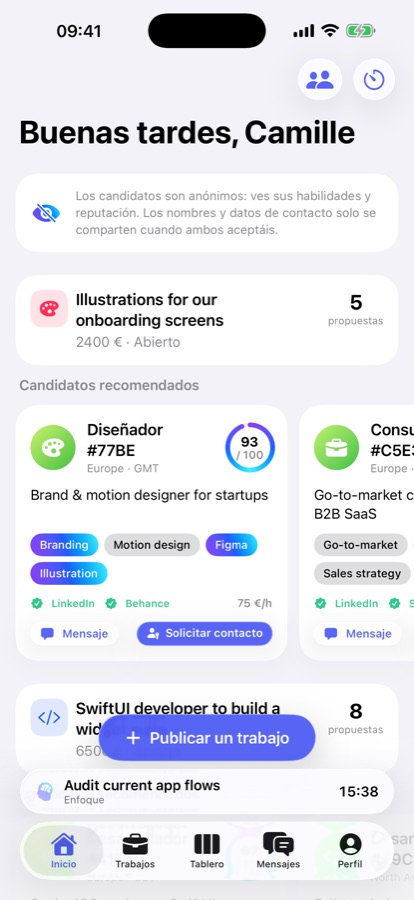 09:41
Buenas tardes, Camille
Los candidatos son anónimos: ves sus habilidades y
reputación. Los nombres y datos de contacto solo se
comparten cuando ambos aceptáis.
Illustrations for our
onboarding screens
2400 € · Abierto
5
propuestas
Candidatos recomendados
Diseñador
#77BE
Europe · GMT
93
/ 100
Brand & motion designer for startups
Branding
Motion design
Figma
Illustration
LinkedIn
Behance
75 €/h
Mensaje
Solicitar contacto
#C5E3
Europe ·
Go-to-market
B2B SaaS
Go-to-market
Sales strategy
LinkedIn
Mensaje
SwiftUI developer to build a
8
propuestas
Publicar un trabajo
Audit current app flows
Enfoque
15:38
Inicio
Trabajos
Tablero
Mensajes
Perfil